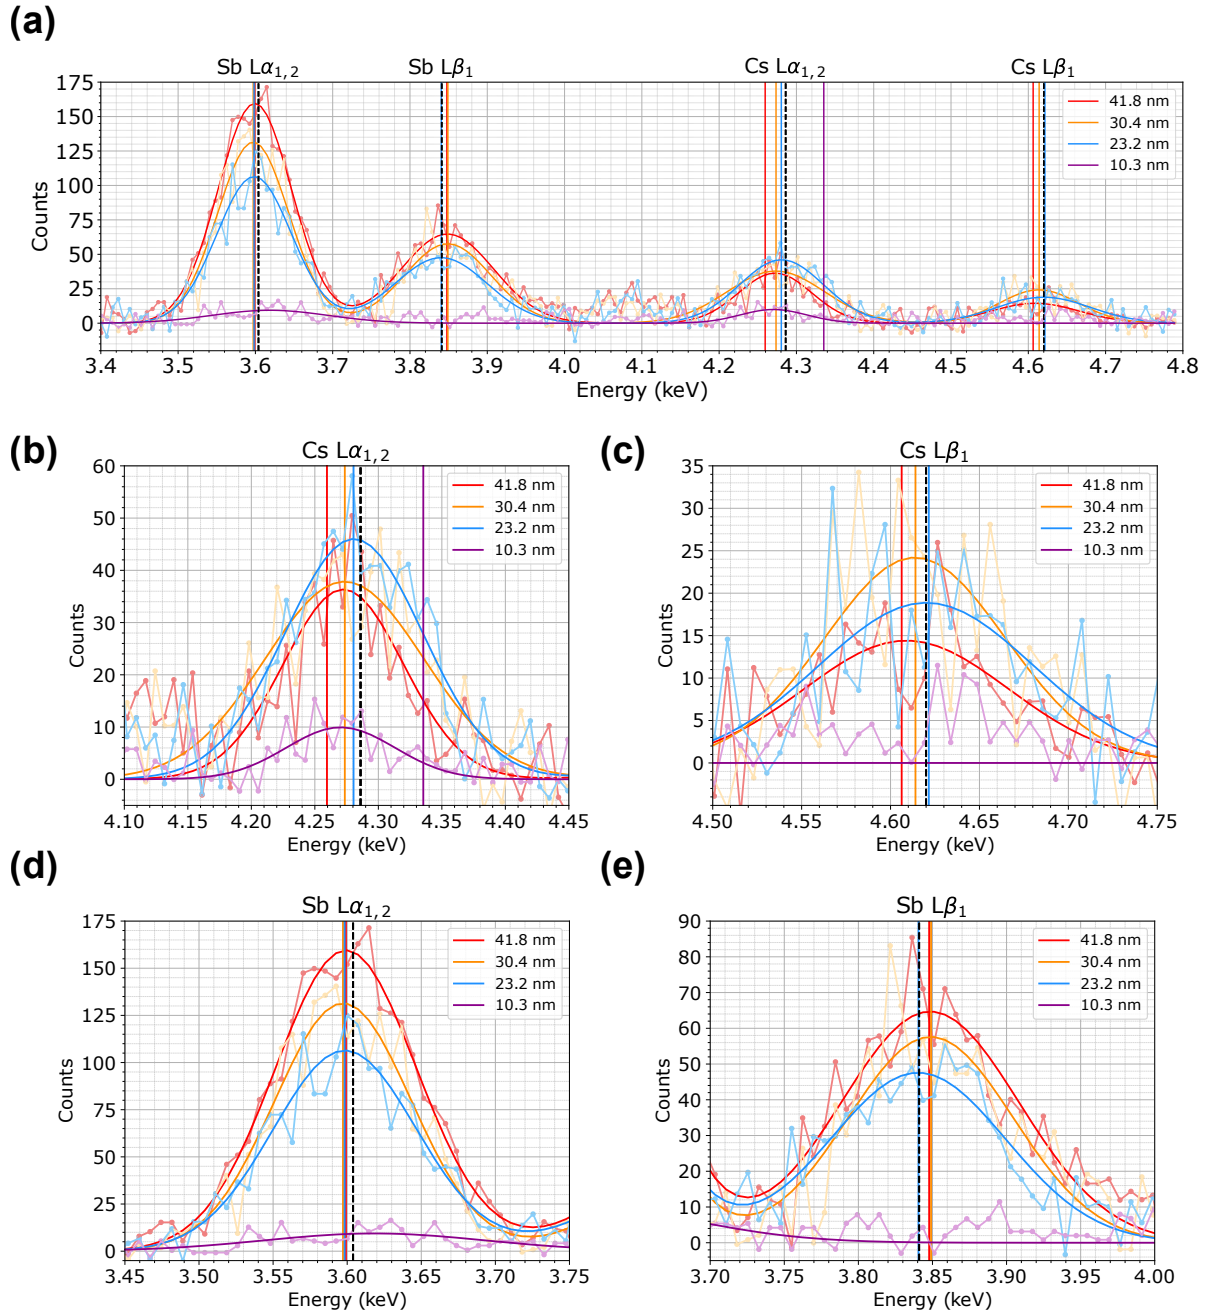 (a)
Sb Lα1,2 Sb Lβ1 Cs Lα1,2 Cs Lβ1
175
150
125
100
75
50
25
0
Counts
41.8 nm
30.4 nm
23.2 nm
10.3 nm
3.4 3.5 3.6 3.7 3.8 3.9 4.0 4.1 4.2 4.3 4.4 4.5 4.6 4.7 4.8
Energy (keV)
(b)
Cs Lα1,2
60
50
40
30
20
10
0
Counts
41.8 nm
30.4 nm
23.2 nm
10.3 nm
4.10 4.15 4.20 4.25 4.30 4.35 4.40 4.45
Energy (keV)
(c)
Cs Lβ1
35
30
25
20
15
10
5
0
Counts
41.8 nm
30.4 nm
23.2 nm
10.3 nm
4.50 4.55 4.60 4.65 4.70 4.75
Energy (keV)
(d)
Sb Lα1,2
175
150
125
100
75
50
25
0
Counts
41.8 nm
30.4 nm
23.2 nm
10.3 nm
3.45 3.50 3.55 3.60 3.65 3.70 3.75
Energy (keV)
(e)
Sb Lβ1
90
80
70
60
50
40
30
20
10
0
Counts
41.8 nm
30.4 nm
23.2 nm
10.3 nm
3.70 3.75 3.80 3.85 3.90 3.95 4.00
Energy (keV)